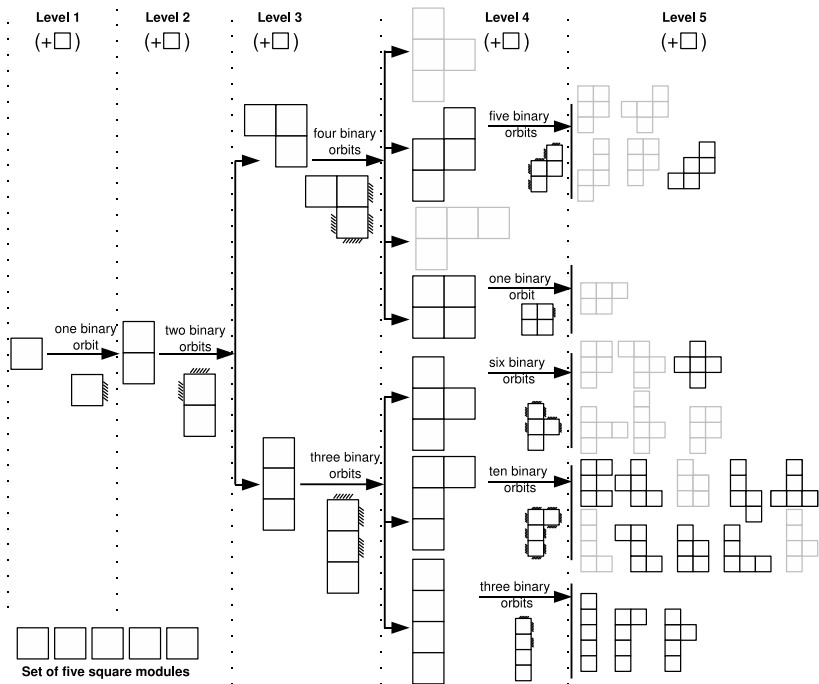 Level 1
Level 2
Level 3
Level 4
Level 5
(+ )
(+ )
(+ )
(+ )
(+ )
one binary
orbit
two binary
orbits
four binary
orbits
three binary
orbits
five binary
orbits
one binary
orbit
six binary
orbits
ten binary
orbits
three binary
orbits
Set of five square modules